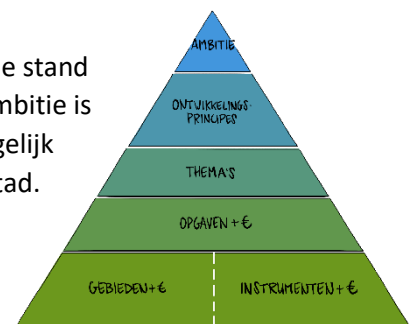 AMBITIE
e stand
mbitie is
ONTWIKKELINGS-
PRINCIPES
gelijk
THEMA'S
tad.
OPGAVEN + €
GEBIEDEN + €
INSTRUMENTEN + €